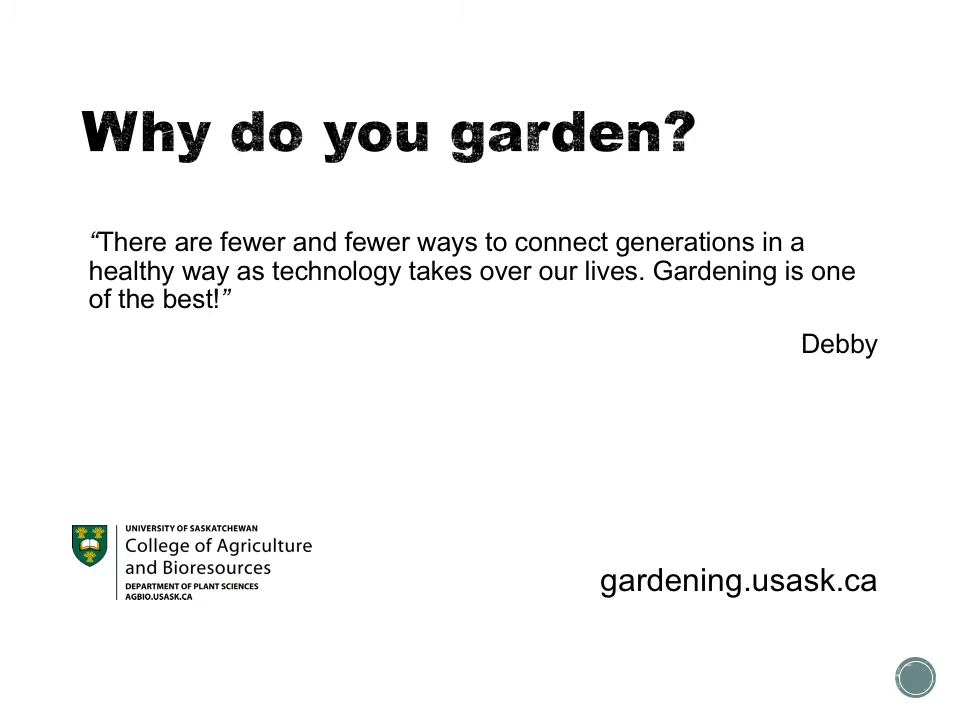 Why do you garden?
“There are fewer and fewer ways to connect generations in a
healthy way as technology takes over our lives. Gardening is one
of the best!”
Debby
UNIVERSITY OF SASKATCHEWAN
College of Agriculture
and Bioresources
DEPARTMENT OF PLANT SCIENCES
AGBIO.USASK.CA
gardening.usask.ca